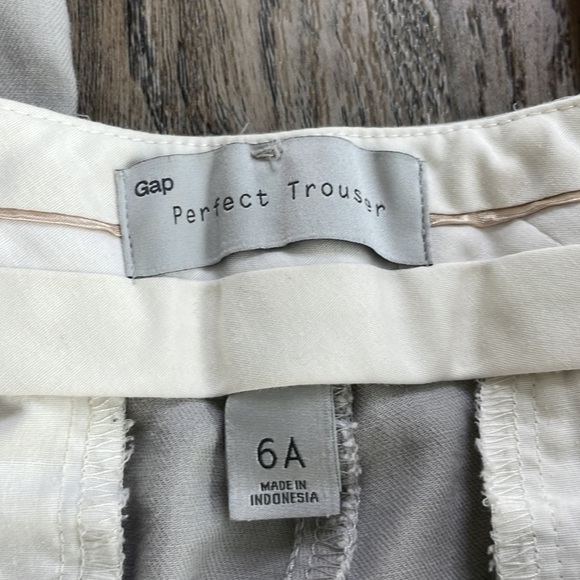 Gap
Perfect Trouser
6A
MADE IN
INDONESIA